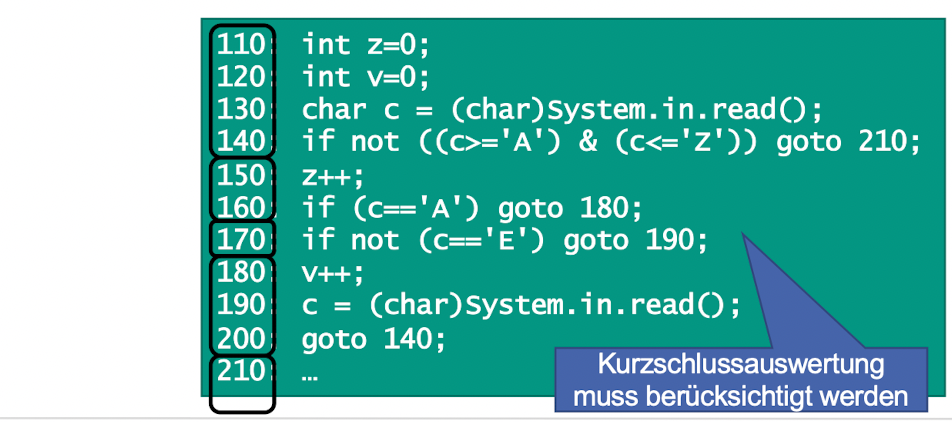 110: int z=0;
120: int v=0;
130: char c = (char)System.in.read();
140: if not ((c>='A') & (c<='Z')) goto 210;
150: z++;
160: if (c=='A') goto 180;
170: if not (c=='E') goto 190;
180: v++;
190: c = (char)System.in.read();
200: goto 140;
210: …
Kurzschlussauswertung
muss berücksichtigt werden